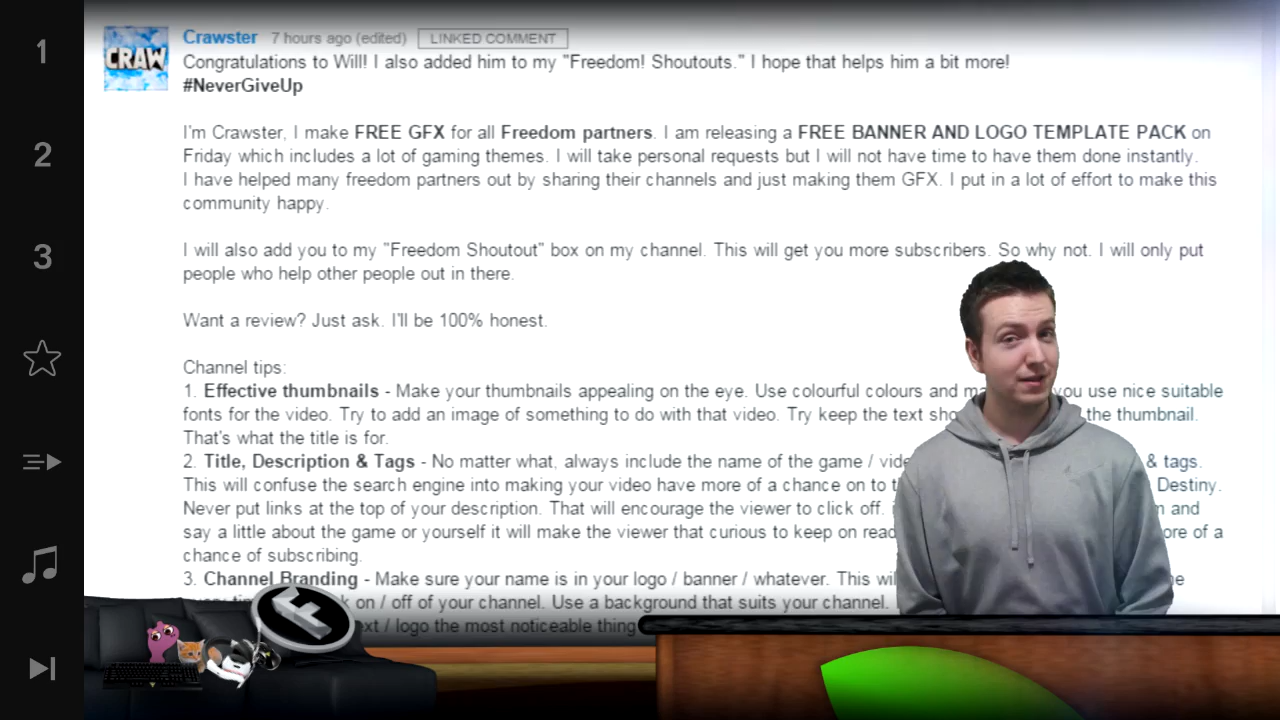 1
2
3
CRAW
Crawster 7 hours ago (edited) LINKED COMMENT
Congratulations to Will! I also added him to my "Freedom! Shoutouts." I hope that helps him a bit more!
#NeverGiveUp
I'm Crawster, I make FREE GFX for all Freedom partners. I am releasing a FREE BANNER AND LOGO TEMPLATE PACK on
Friday which includes a lot of gaming themes. I will take personal requests but I will not have time to have them done instantly.
I have helped many freedom partners out by sharing their channels and just making them GFX. I put in a lot of effort to make this
community happy.
I will also add you to my "Freedom Shoutout" box on my channel. This will get you more subscribers. So why not. I will only put
people who help other people out in there.
Want a review? Just ask. I'll be 100% honest.
Channel tips:
1. Effective thumbnails - Make your thumbnails appealing on the eye. Use colourful colours and you use nice suitable
fonts for the video. Try to add an image of something to do with that video. Try keep the text the thumbnail.
That's what the title is for.
2. Title, Description & Tags - No matter what, always include the name of the game / & tags.
This will confuse the search engine into making your video have more of a chance on to Destiny.
Never put links at the top of your description. That will encourage the viewer to click off. and
say a little about the game or yourself it will make the viewer that curious to keep on of a
chance of subscribing.
3. Channel Branding - Make sure your name is in your logo / banner / whatever. This
on / off of your channel. Use a background that suits your channel.
/ logo the most noticeable thing
F